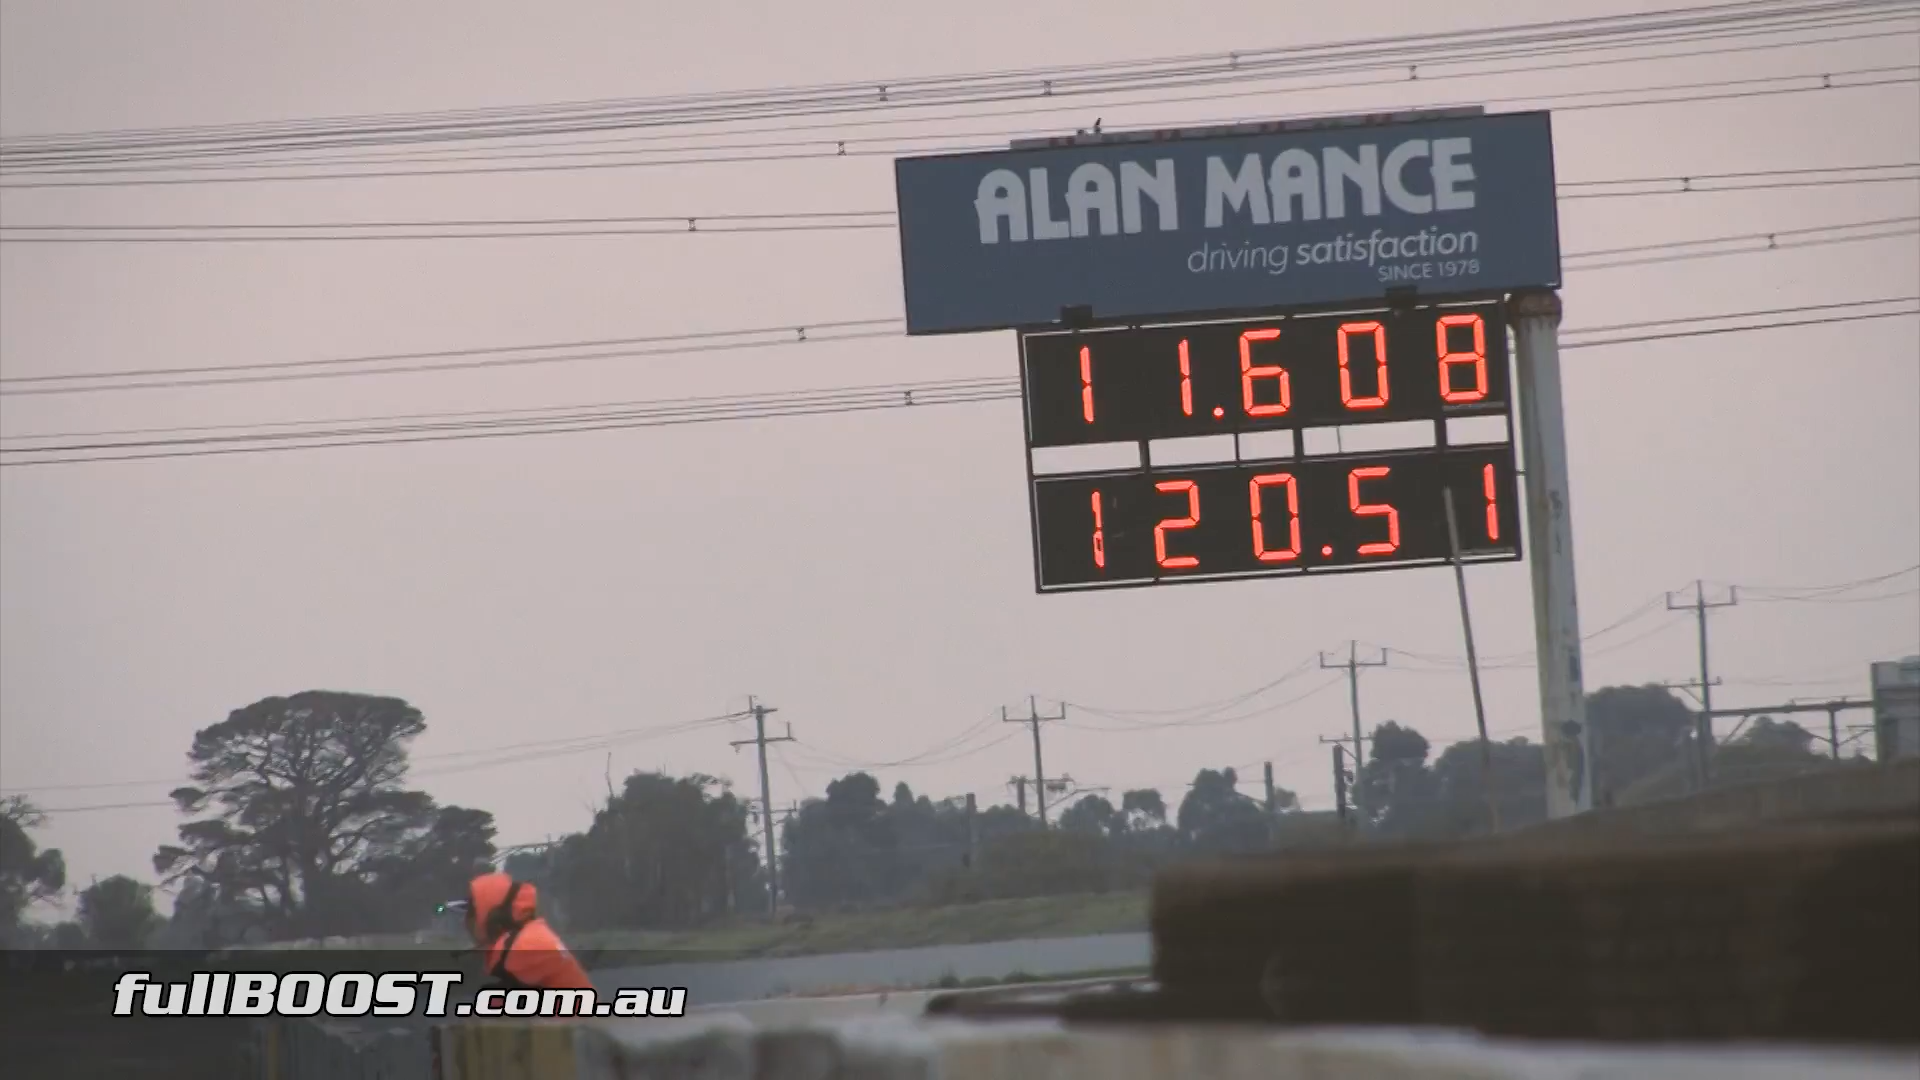 ALAN MANCE
driving satisfaction
SINCE 1978
11.608
120.51
fullBOOST.com.au